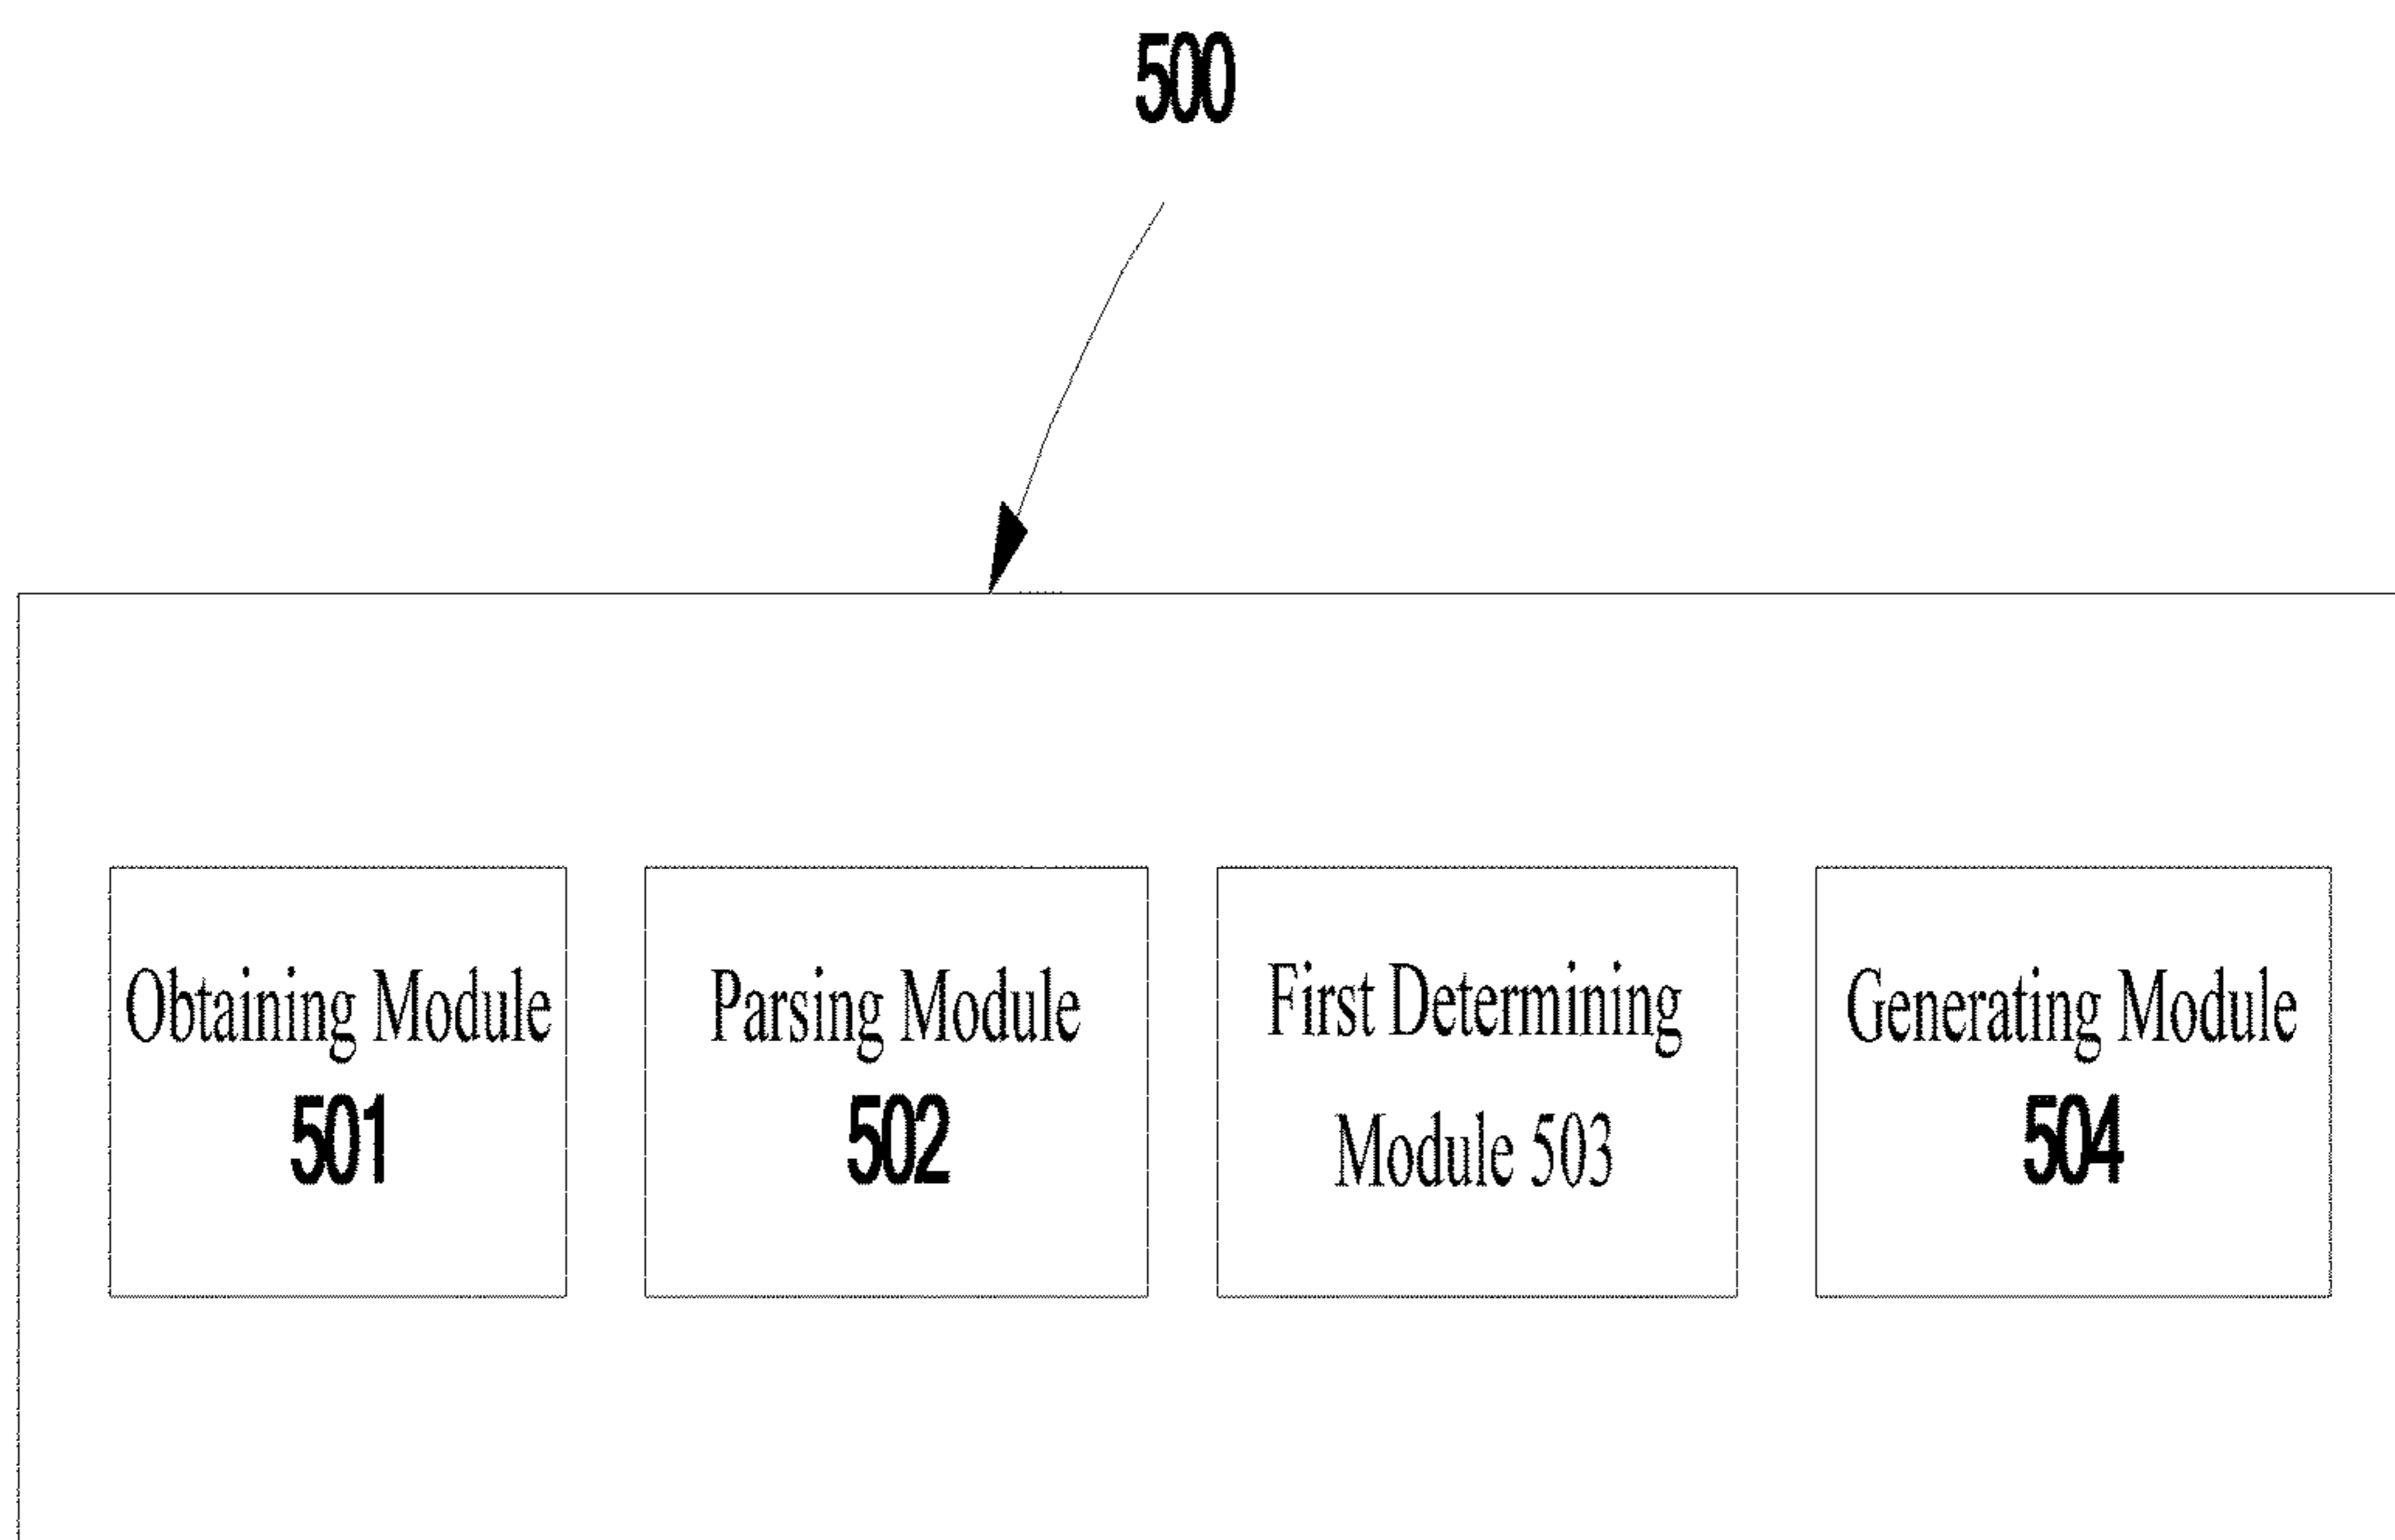 500
Obtaining Module
501
Parsing Module
502
First Determining
Module 503
Generating Module
504